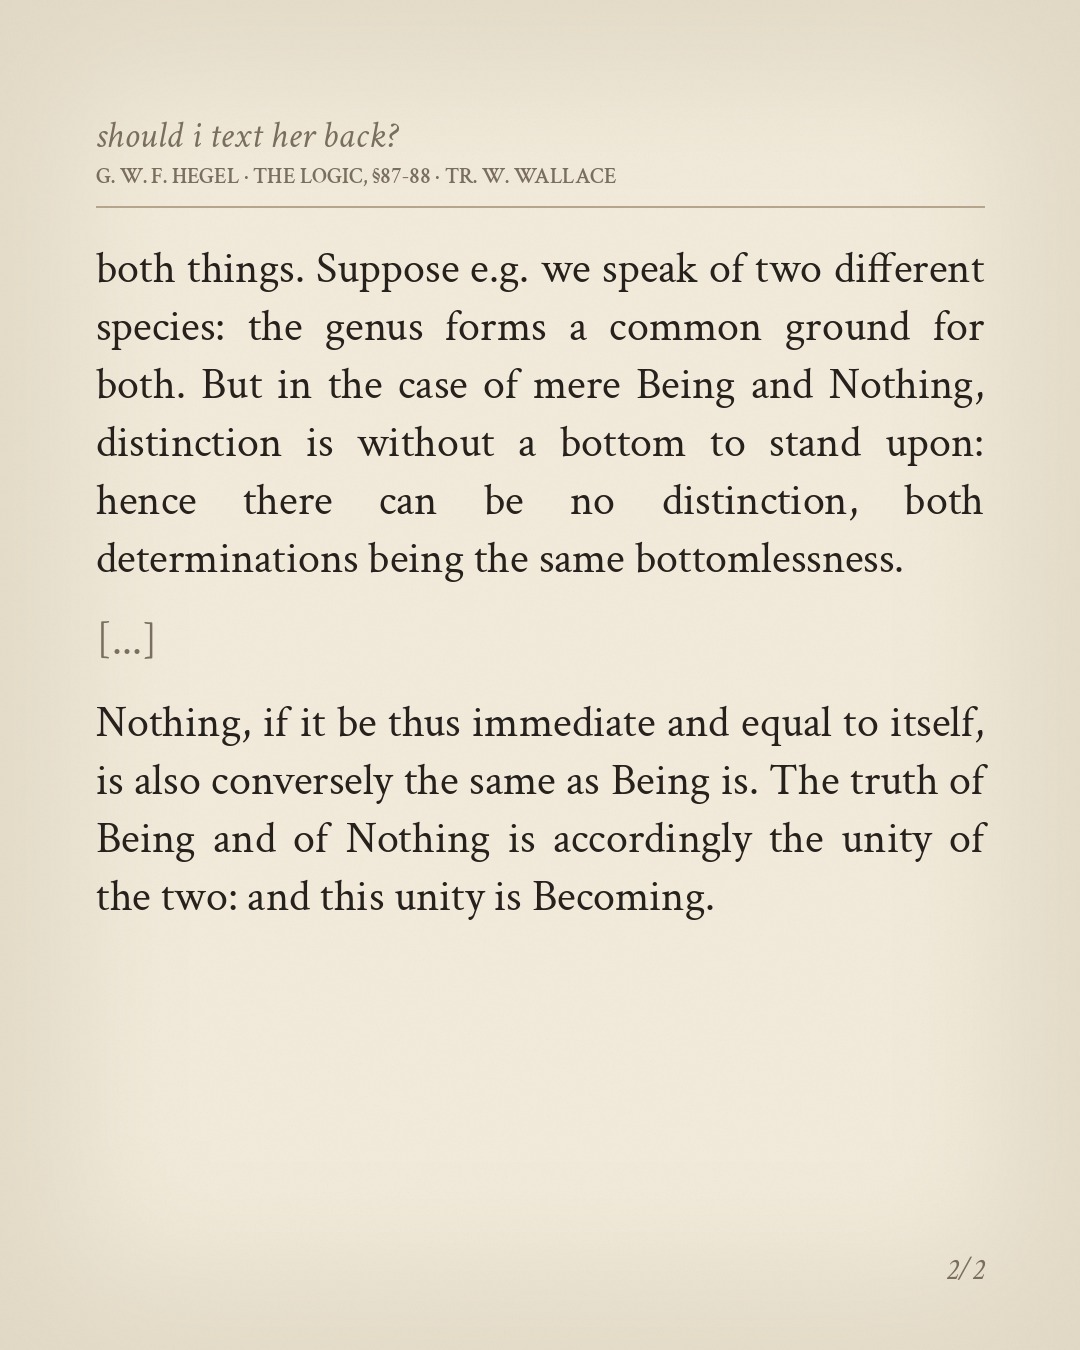 should i text her back?
G. W. F. HEGEL · THE LOGIC, §87-88 · TR. W. WALLACE
both things. Suppose e.g. we speak of two different
species: the genus forms a common ground for
both. But in the case of mere Being and Nothing,
distinction is without a bottom to stand upon:
hence there can be no distinction, both
determinations being the same bottomlessness.
[...]
Nothing, if it be thus immediate and equal to itself,
is also conversely the same as Being is. The truth of
Being and of Nothing is accordingly the unity of
the two: and this unity is Becoming.
2/2